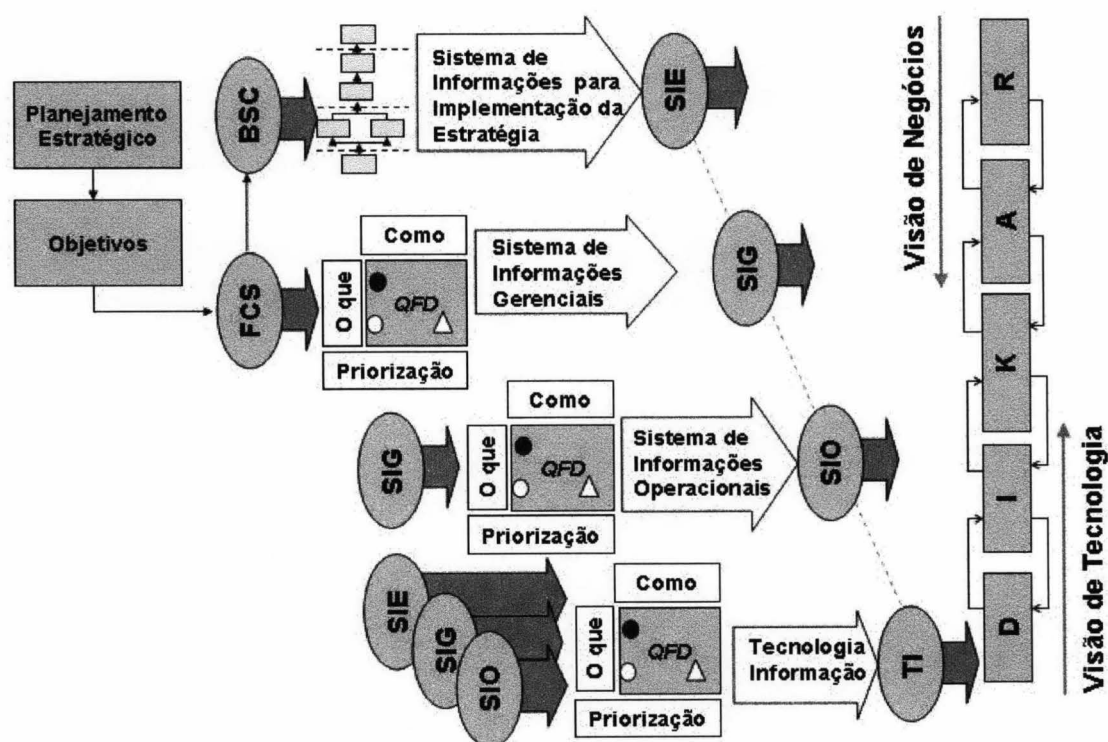 Planejamento
Estratégico
Objetivos
FCS
BSC
Sistema de
Informações para
Implementação da
Estratégia
SIE
O que
Como
QFD
Priorização
Sistema de
Informações
Gerenciais
SIG
SIG
O que
Como
QFD
Priorização
Sistema de
Informações
Operacionais
SIO
SIE
SIG
SIO
O que
Como
QFD
Priorização
Tecnologia
Informação
TI
D
I
K
A
R
Visão de Negócios
Visão de Tecnologia